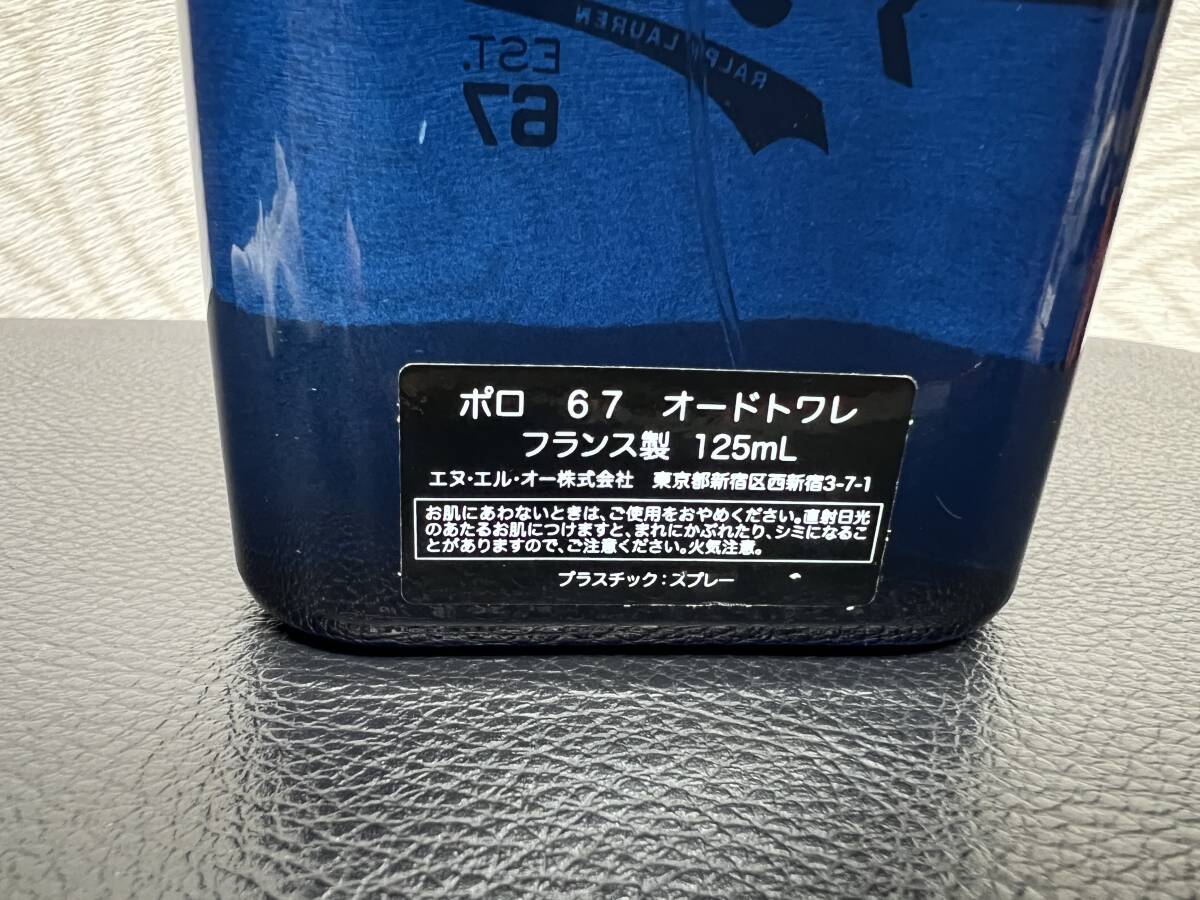 RALPH LAUREN
EST.
67
ポロ　67　オードトワレ
フランス製 125mL
エヌ・エル・オー株式会社　東京都新宿区西新宿3-7-1
お肌にあわないときは、ご使用をおやめください。直射日光
のあたるお肌につけますと、まれにかぶれたり、シミになるこ
とがありますので、ご注意ください。火気注意。
プラスチック：スプレー